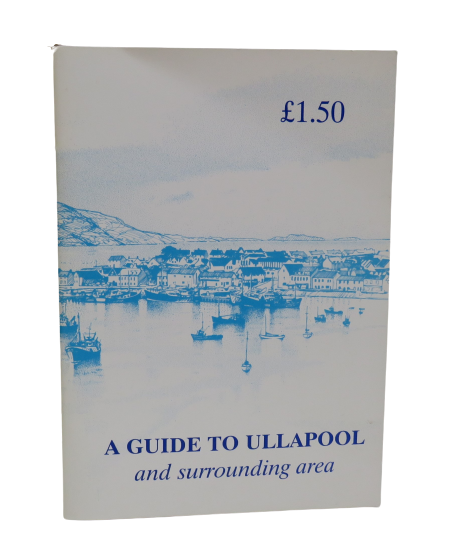 £1.50
A GUIDE TO ULLAPOOL
and surrounding area